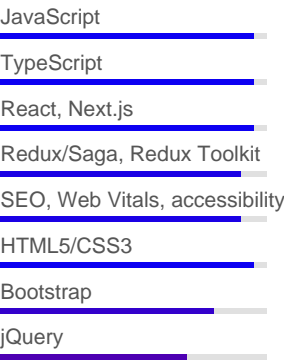 JavaScript
TypeScript
React, Next.js
Redux/Saga, Redux Toolkit
SEO, Web Vitals, accessibility
HTML5/CSS3
Bootstrap
jQuery